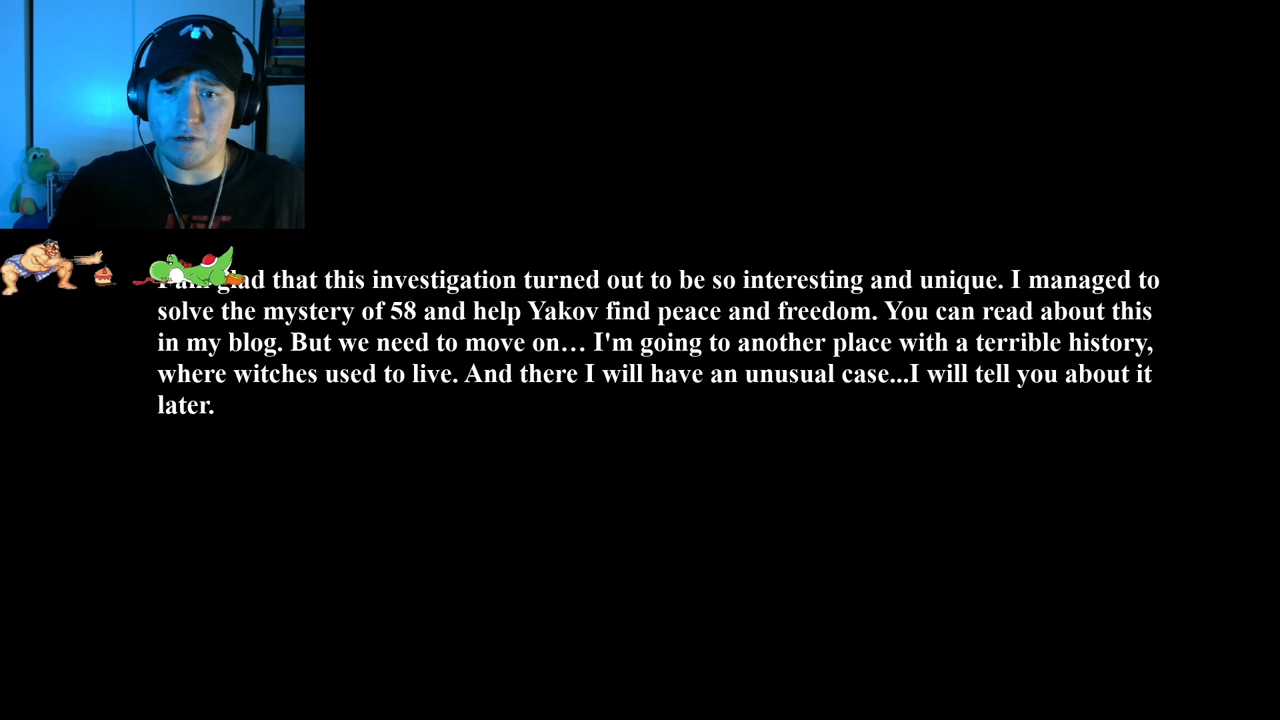 I am glad that this investigation turned out to be so interesting and unique. I managed to
solve the mystery of 58 and help Yakov find peace and freedom. You can read about this
in my blog. But we need to move on… I'm going to another place with a terrible history,
where witches used to live. And there I will have an unusual case...I will tell you about it
later.